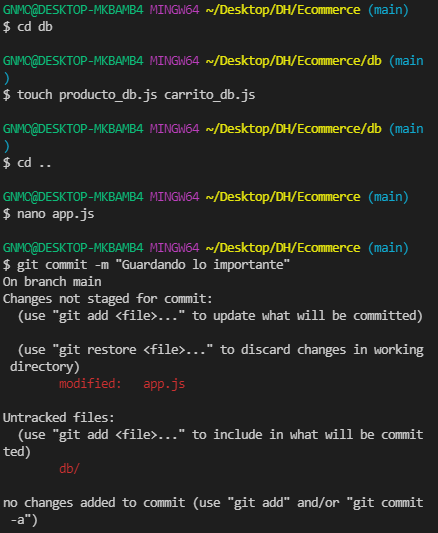 GNMC@DESKTOP-MKBAMB4 MINGW64 ~/Desktop/DH/Ecommerce (main)
$ cd db
GNMC@DESKTOP-MKBAMB4 MINGW64 ~/Desktop/DH/Ecommerce/db (main
)
$ touch producto_db.js carrito_db.js
GNMC@DESKTOP-MKBAMB4 MINGW64 ~/Desktop/DH/Ecommerce/db (main
)
$ cd ..
GNMC@DESKTOP-MKBAMB4 MINGW64 ~/Desktop/DH/Ecommerce (main)
$ nano app.js
GNMC@DESKTOP-MKBAMB4 MINGW64 ~/Desktop/DH/Ecommerce (main)
$ git commit -m "Guardando lo importante"
On branch main
Changes not staged for commit:
  (use "git add <file>..." to update what will be committed)
  (use "git restore <file>..." to discard changes in working
 directory)
        modified:   app.js
Untracked files:
  (use "git add <file>..." to include in what will be commit
ted)
        db/
no changes added to commit (use "git add" and/or "git commit
 -a")